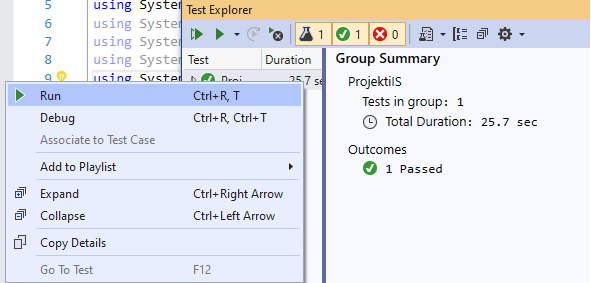 5 using System
6 using System
7 using System
8 using System
9 using System
Test Explorer
1 1 0
Test Duration
Proj 25.7 se
Run Ctrl+R, T
Debug Ctrl+R, Ctrl+T
Associate to Test Case
Add to Playlist
Expand Ctrl+Right Arrow
Collapse Ctrl+Left Arrow
Copy Details
Go To Test F12
Group Summary
ProjektiIS
Tests in group: 1
Total Duration: 25.7 sec
Outcomes
1 Passed